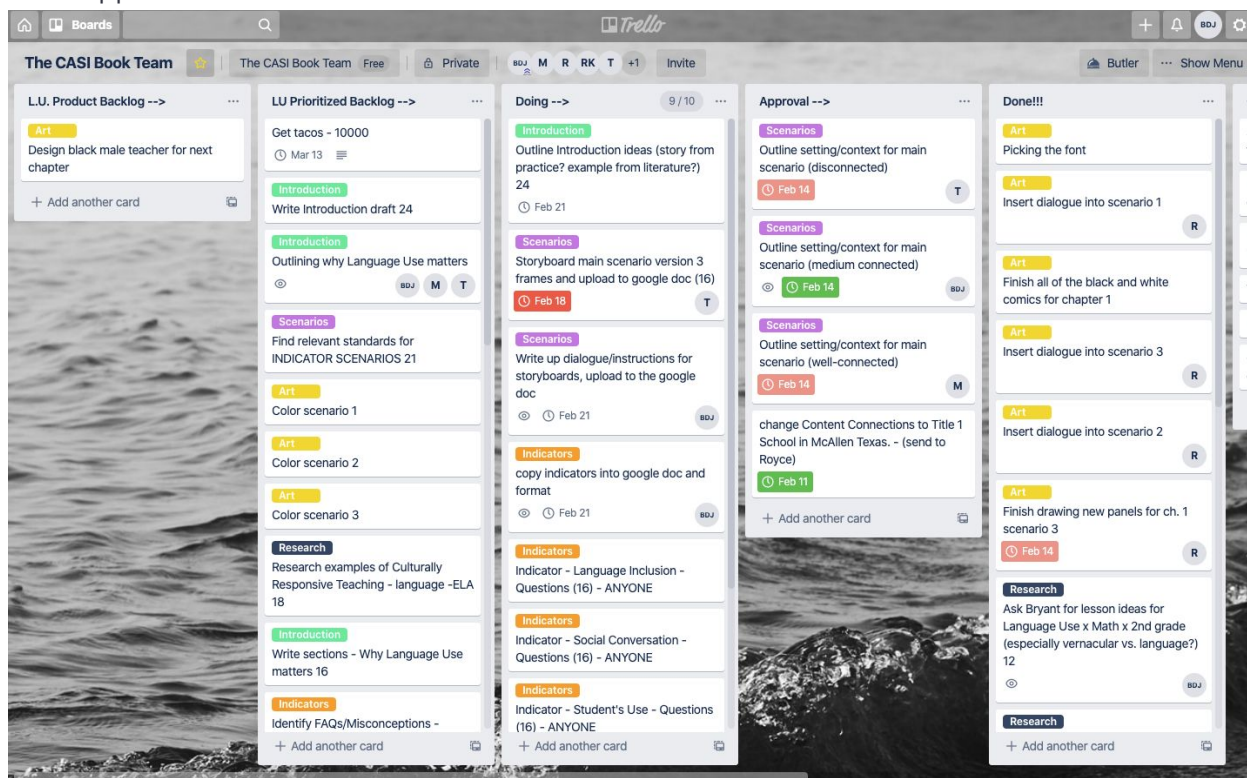 Boards
Trello
BDJ
The CASI Book Team
The CASI Book Team Free
Private
BDJ M R RK T +1
Invite
Butler
Show Menu
L.U. Product Backlog -->
Art
Design black male teacher for next
chapter
+ Add another card
LU Prioritized Backlog -->
Get tacos - 10000
Mar 13
Introduction
Write Introduction draft 24
Introduction
Outlining why Language Use matters
BDJ M T
Scenarios
Find relevant standards for
INDICATOR SCENARIOS 21
Art
Color scenario 1
Art
Color scenario 2
Art
Color scenario 3
Research
Research examples of Culturally
Responsive Teaching - language -ELA
18
Introduction
Write sections - Why Language Use
matters 16
Indicators
Identify FAQs/Misconceptions -
+ Add another card
Doing -->
9 / 10
Introduction
Outline Introduction ideas (story from
practice? example from literature?)
24
Feb 21
Scenarios
Storyboard main scenario version 3
frames and upload to google doc (16)
Feb 18
T
Scenarios
Write up dialogue/instructions for
storyboards, upload to the google
doc
Feb 21
BDJ
Indicators
copy indicators into google doc and
format
Feb 21
BDJ
Indicators
Indicator - Language Inclusion -
Questions (16) - ANYONE
Indicators
Indicator - Social Conversation -
Questions (16) - ANYONE
Indicators
Indicator - Student's Use - Questions
(16) - ANYONE
+ Add another card
Approval -->
Scenarios
Outline setting/context for main
scenario (disconnected)
Feb 14
T
Scenarios
Outline setting/context for main
scenario (medium connected)
Feb 14
BDJ
Scenarios
Outline setting/context for main
scenario (well-connected)
Feb 14
M
change Content Connections to Title 1
School in McAllen Texas. - (send to
Royce)
Feb 11
+ Add another card
Done!!!
Art
Picking the font
Art
Insert dialogue into scenario 1
R
Art
Finish all of the black and white
comics for chapter 1
Art
Insert dialogue into scenario 3
R
Art
Insert dialogue into scenario 2
R
Art
Finish drawing new panels for ch. 1
scenario 3
Feb 14
R
Research
Ask Bryant for lesson ideas for
Language Use x Math x 2nd grade
(especially vernacular vs. language?)
12
BDJ
Research
+ Add another card